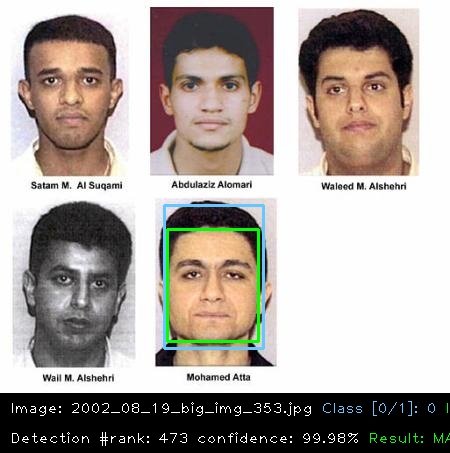 Satam M. Al Suqami
Abdulaziz Alomari
Waleed M. Alshehri
Wail M. Alshehri
Mohamed Atta
Image: 2002_08_19_big_img_353.jpg Class [0/1]: 0
Detection #rank: 473 confidence: 99.98% Result: MA